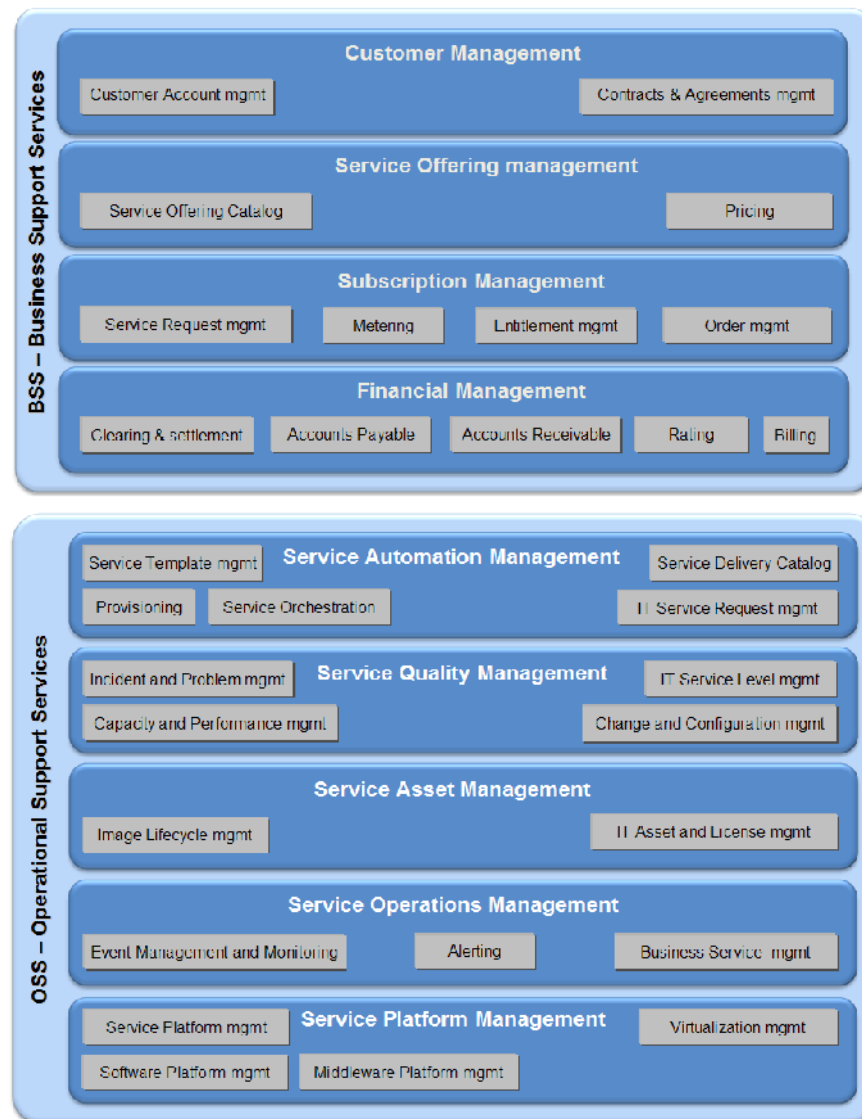 BSS – Business Support Services
Customer Management
Customer Account mgmt
Contracts & Agreements mgmt
Service Offering management
Service Offering Catalog
Pricing
Subscription Management
Service Request mgmt
Metering
Entitlement mgmt
Order mgmt
Financial Management
Clearing & settlement
Accounts Payable
Accounts Receivable
Rating
Billing
OSS – Operational Support Services
Service Automation Management
Service Template mgmt
Service Delivery Catalog
Provisioning
Service Orchestration
IT Service Request mgmt
Service Quality Management
Incident and Problem mgmt
IT Service Level mgmt
Capacity and Performance mgmt
Change and Configuration mgmt
Service Asset Management
Image Lifecycle mgmt
IT Asset and License mgmt
Service Operations Management
Event Management and Monitoring
Alerting
Business Service mgmt
Service Platform Management
Service Platform mgmt
Virtualization mgmt
Software Platform mgmt
Middleware Platform mgmt